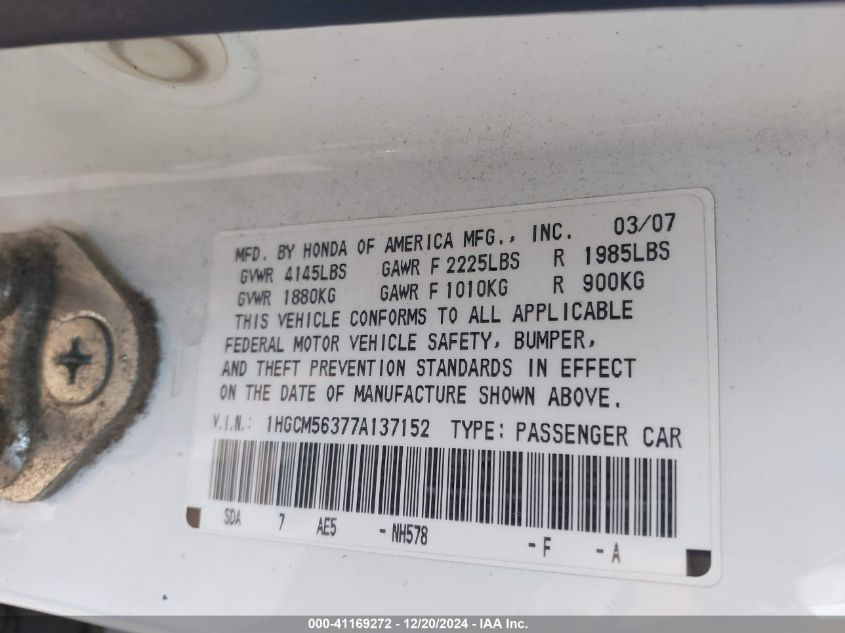 MFD. BY HONDA OF AMERICA MFG., INC. 03/07
GVWR 4145LBS GAWR F 2225LBS R 1985LBS
GVWR 1880KG GAWR F 1010KG R 900KG
THIS VEHICLE CONFORMS TO ALL APPLICABLE
FEDERAL MOTOR VEHICLE SAFETY, BUMPER,
AND THEFT PREVENTION STANDARDS IN EFFECT
ON THE DATE OF MANUFACTURE SHOWN ABOVE.
V.I.N.: 1HGCM56377A137152 TYPE: PASSENGER CAR
SDA 7 AE5 - NH578 - F - A
000-41169272 - 12/20/2024 - IAA Inc.